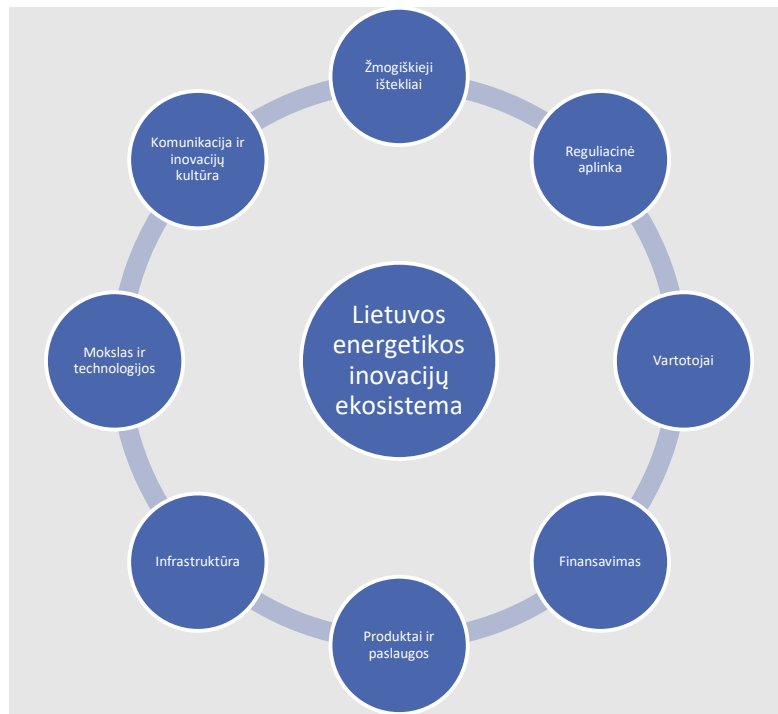 Žmogiškieji
ištekliai
Reguliacinė
aplinka
Vartotojai
Finansavimas
Produktai ir
paslaugos
Infrastruktūra
Mokslas ir
technologijos
Komunikacija ir
inovacijų
kultūra
Lietuvos
energetikos
inovacijų
ekosistema